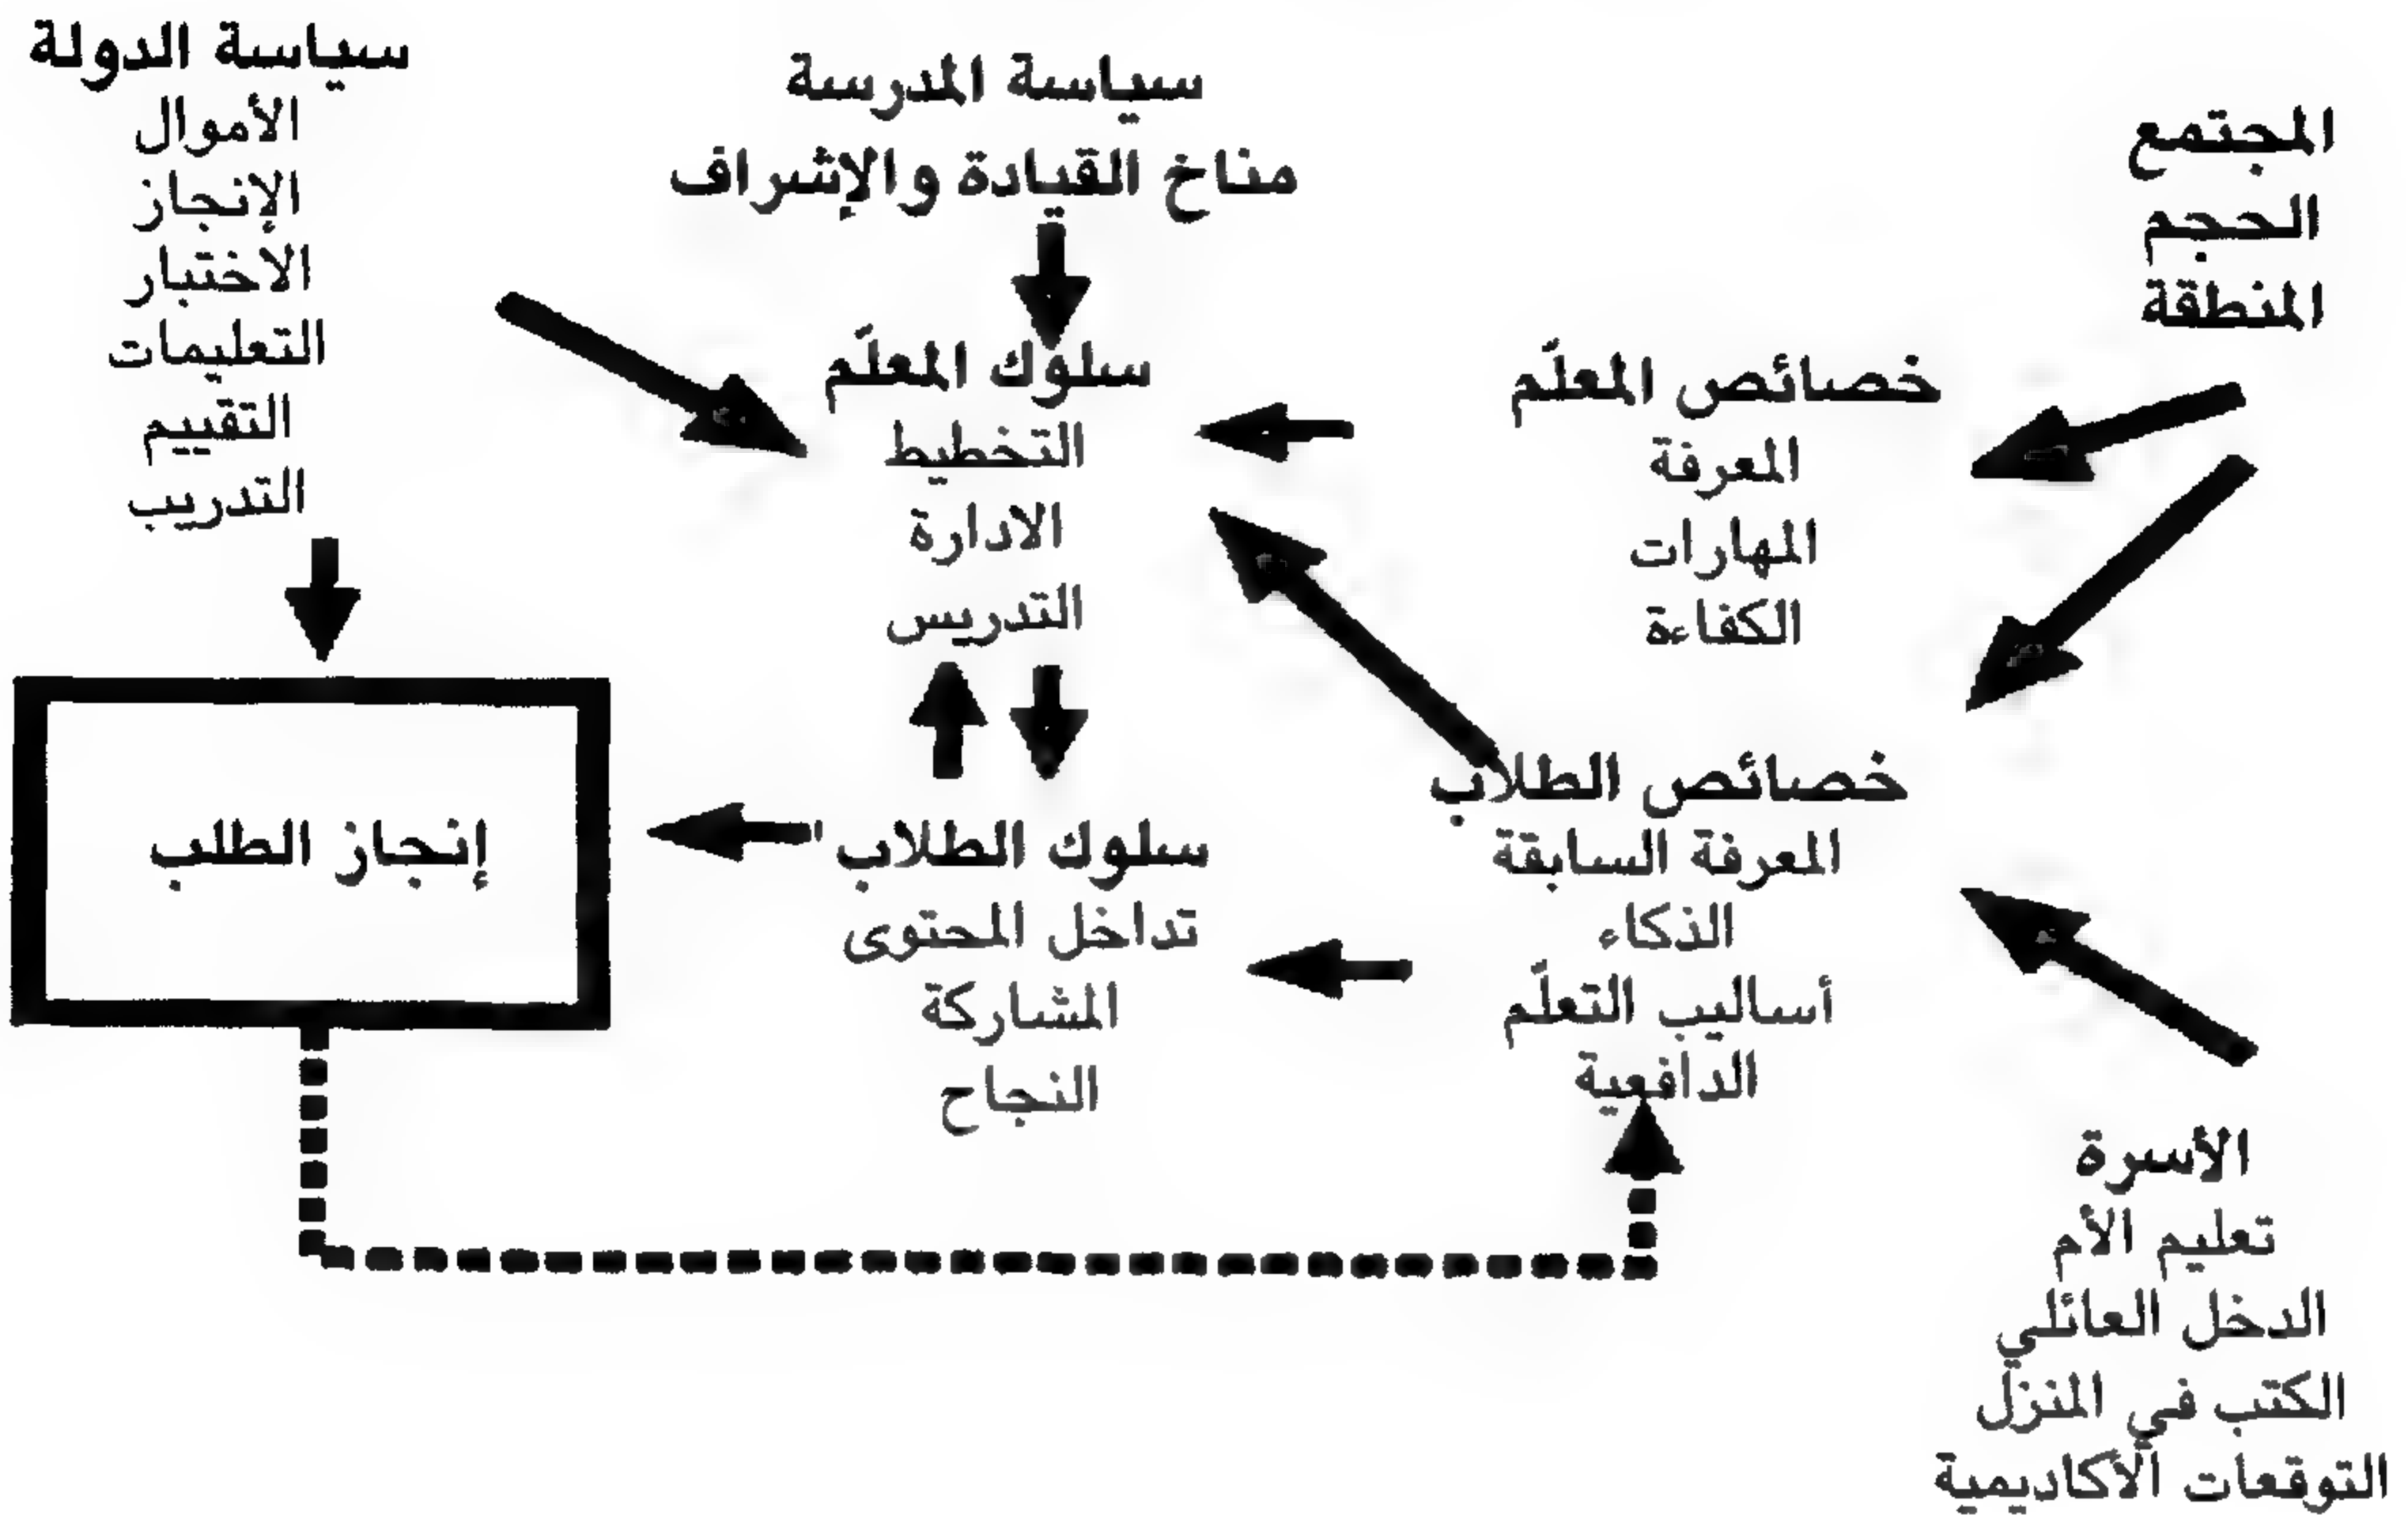 المجتمع
الحجم
المنطقة
سياسة المدرسة
مناخ القيادة والإشراف
سياسة الدولة
الأموال
الإنجاز
الاختبار
التعليمات
التقييم
التدريب
خصائص المعلّم
المعرفة
المهارات
الكفاءة
سلوك المعلّم
التخطيط
الادارة
التدريس
خصائص الطلاب
المعرفة السابقة
الذكاء
أساليب التعلّم
الدافعية
سلوك الطلاب
تداخل المحتوى
المشاركة
النجاح
إنجاز الطلب
الأسرة
تعليم الأم
الدخل العائلي
الكتب في المنزل
التوقعات الأكاديمية